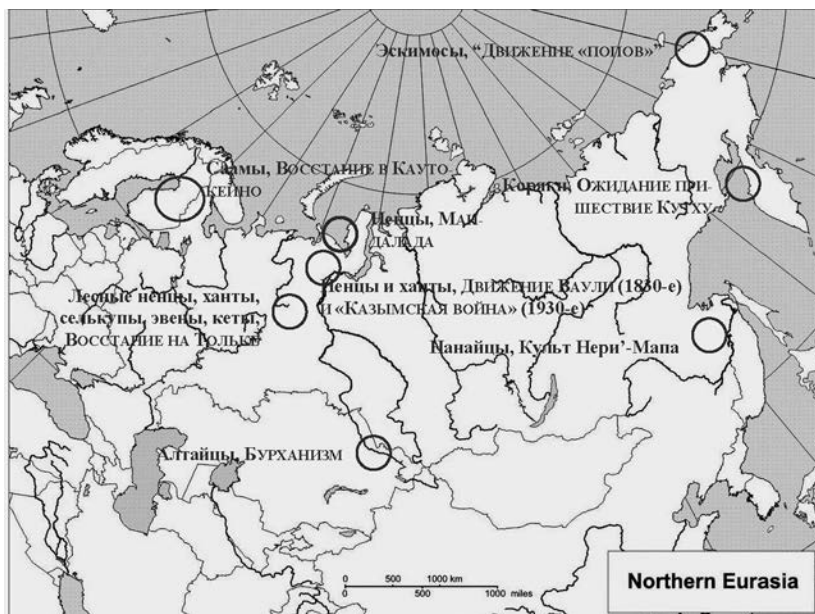 Эскимосы, “Движение «попов»”
Саамы, Восстание в Кауто-
кейно
Коряки, Ожидание при-
шествие Кутху
Ненцы, Ман-
далада
Ненцы и ханты, Движение Ваули (1830-е)
и «Казымская война» (1930-е)
Лесные ненцы, ханты,
селькупы, эвены, кеты,
Восстание на Тольке
Нанайцы, Культ Нери’-Мапа
Алтайцы, Бурханизм
0 500 1000 km
0 500 1000 miles
Northern Eurasia